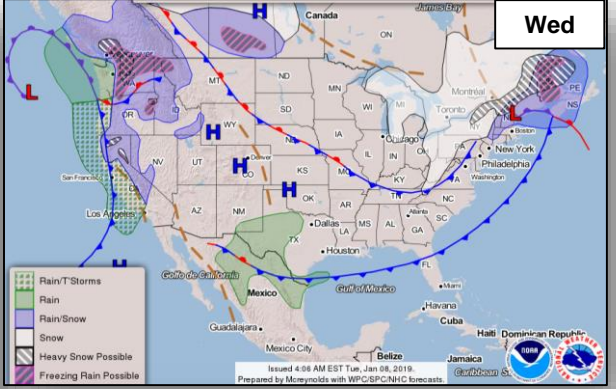 James Bay
Canada
Wed
ON
Vancouver
PE
NS
MT
ND
MN
Montréal
Toronto
L
H
OR
ID
WY
SD
WI
MI
NY
L
Boston
New York
Philadelphia
Washington
IA
Chicago
IL
IN
H
NV
UT
H
Denver
CO
KS
KY
VA
San Francisco
CA
H
OK
TN
NC
Los Angeles
AZ
NM
AR
Atlanta
SC
Dallas
MS
AL
GA
TX
LA
Houston
FL
H
Golfo de California
Mexico
Gulf of Mexico
Miami
Havana
Cuba
Guadalajara
Mexico City
Haiti
Dominican Republic
Belize
Jamaica
Caribbean S
Rain/T'Storms
Rain
Rain/Snow
Snow
Heavy Snow Possible
Freezing Rain Possible
Issued 4:06 AM EST Tue, Jan 08, 2019.
Prepared by Mcreynolds with WPC/SPC/NHC forecasts.
NOAA